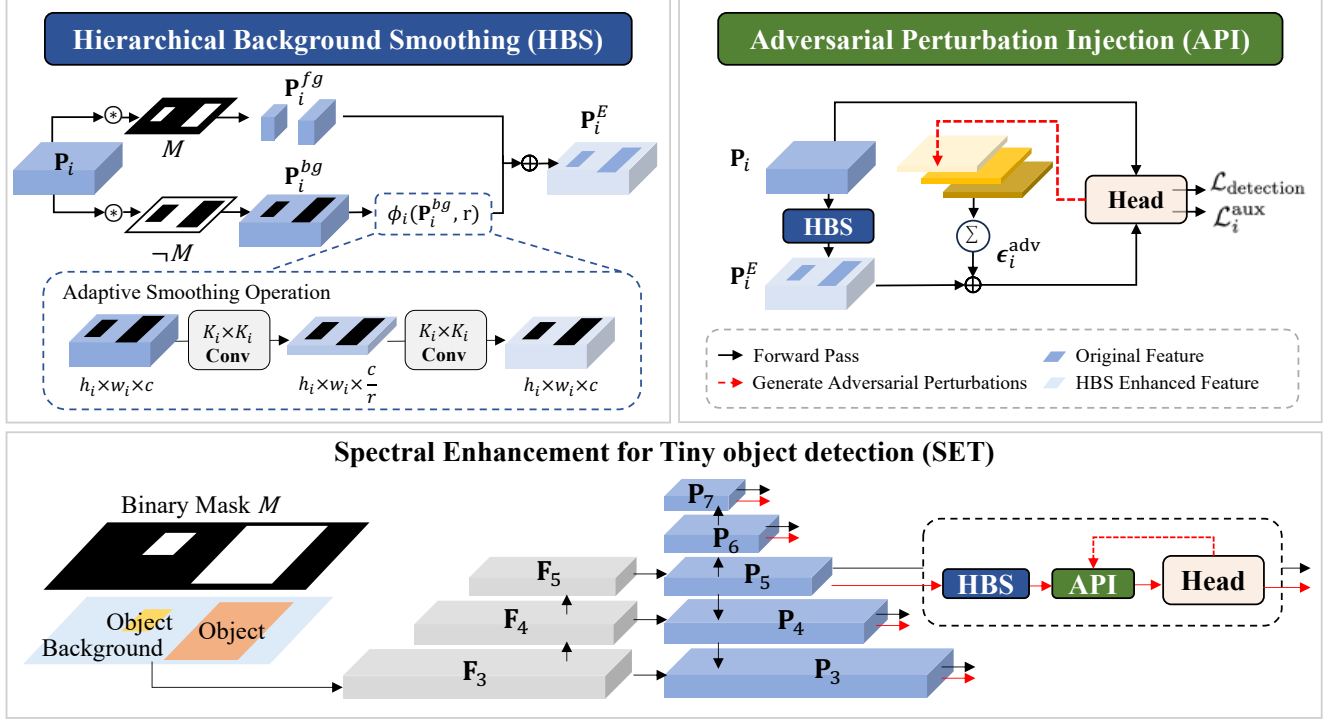 Hierarchical Background Smoothing (HBS)
P_i^{fg}
P_i^E
P_i
M
P_i^{bg}
ϕ_i(P_i^{bg}, r)
¬M
Adaptive Smoothing Operation
K_i×K_i
Conv
K_i×K_i
Conv
h_i×w_i×c
h_i×w_i×\frac{c}{r}
h_i×w_i×c
Adversarial Perturbation Injection (API)
P_i
HBS
P_i^E
Σ
ϵ_i^{adv}
Head
ℒ_{detection}
ℒ_i^{aux}
Forward Pass
Original Feature
Generate Adversarial Perturbations
HBS Enhanced Feature
Spectral Enhancement for Tiny object detection (SET)
Binary Mask M
Object
Object
Background
F_5
F_4
F_3
P_7
P_6
P_5
P_4
P_3
HBS
API
Head